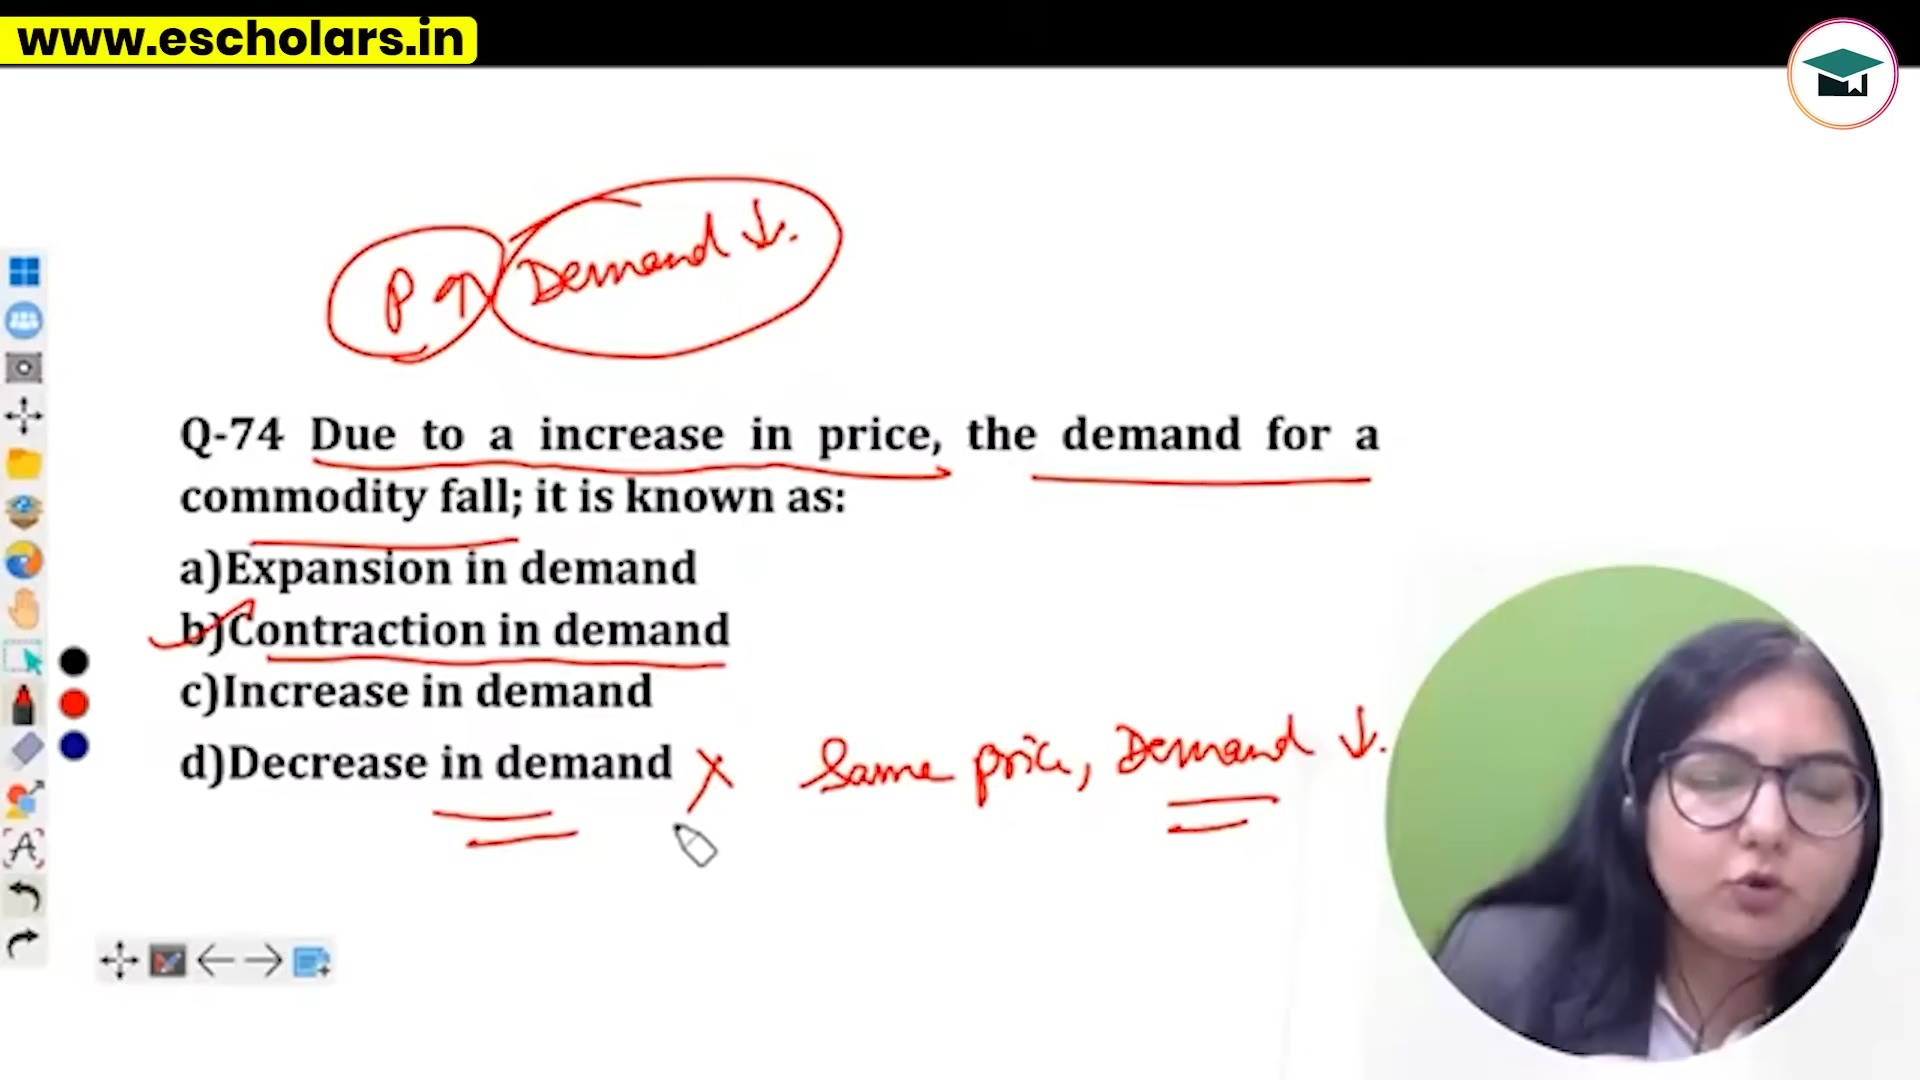 www.escholars.in
P↑ Demand ↓.
Q-74 Due to a increase in price, the demand for a
commodity fall; it is known as:
a)Expansion in demand
b)Contraction in demand
c)Increase in demand
d)Decrease in demand X Same price, Demand ↓.